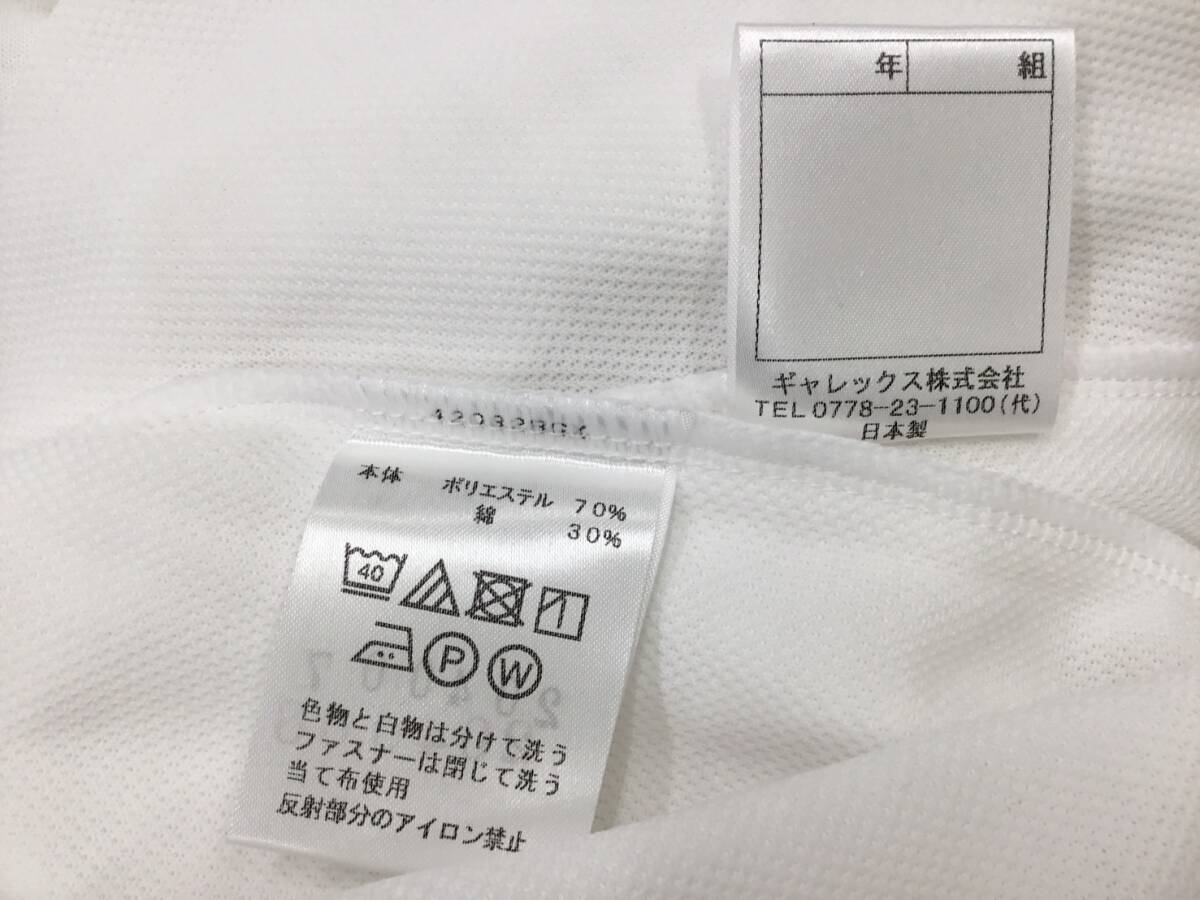 年 組
ギャレックス株式会社
TEL 0778-23-1100(代)
日本製
本体 ポリエステル 70%
綿 30%
40
P W
色物と白物は分けて洗う
ファスナーは閉じて洗う
当て布使用
反射部分のアイロン禁止